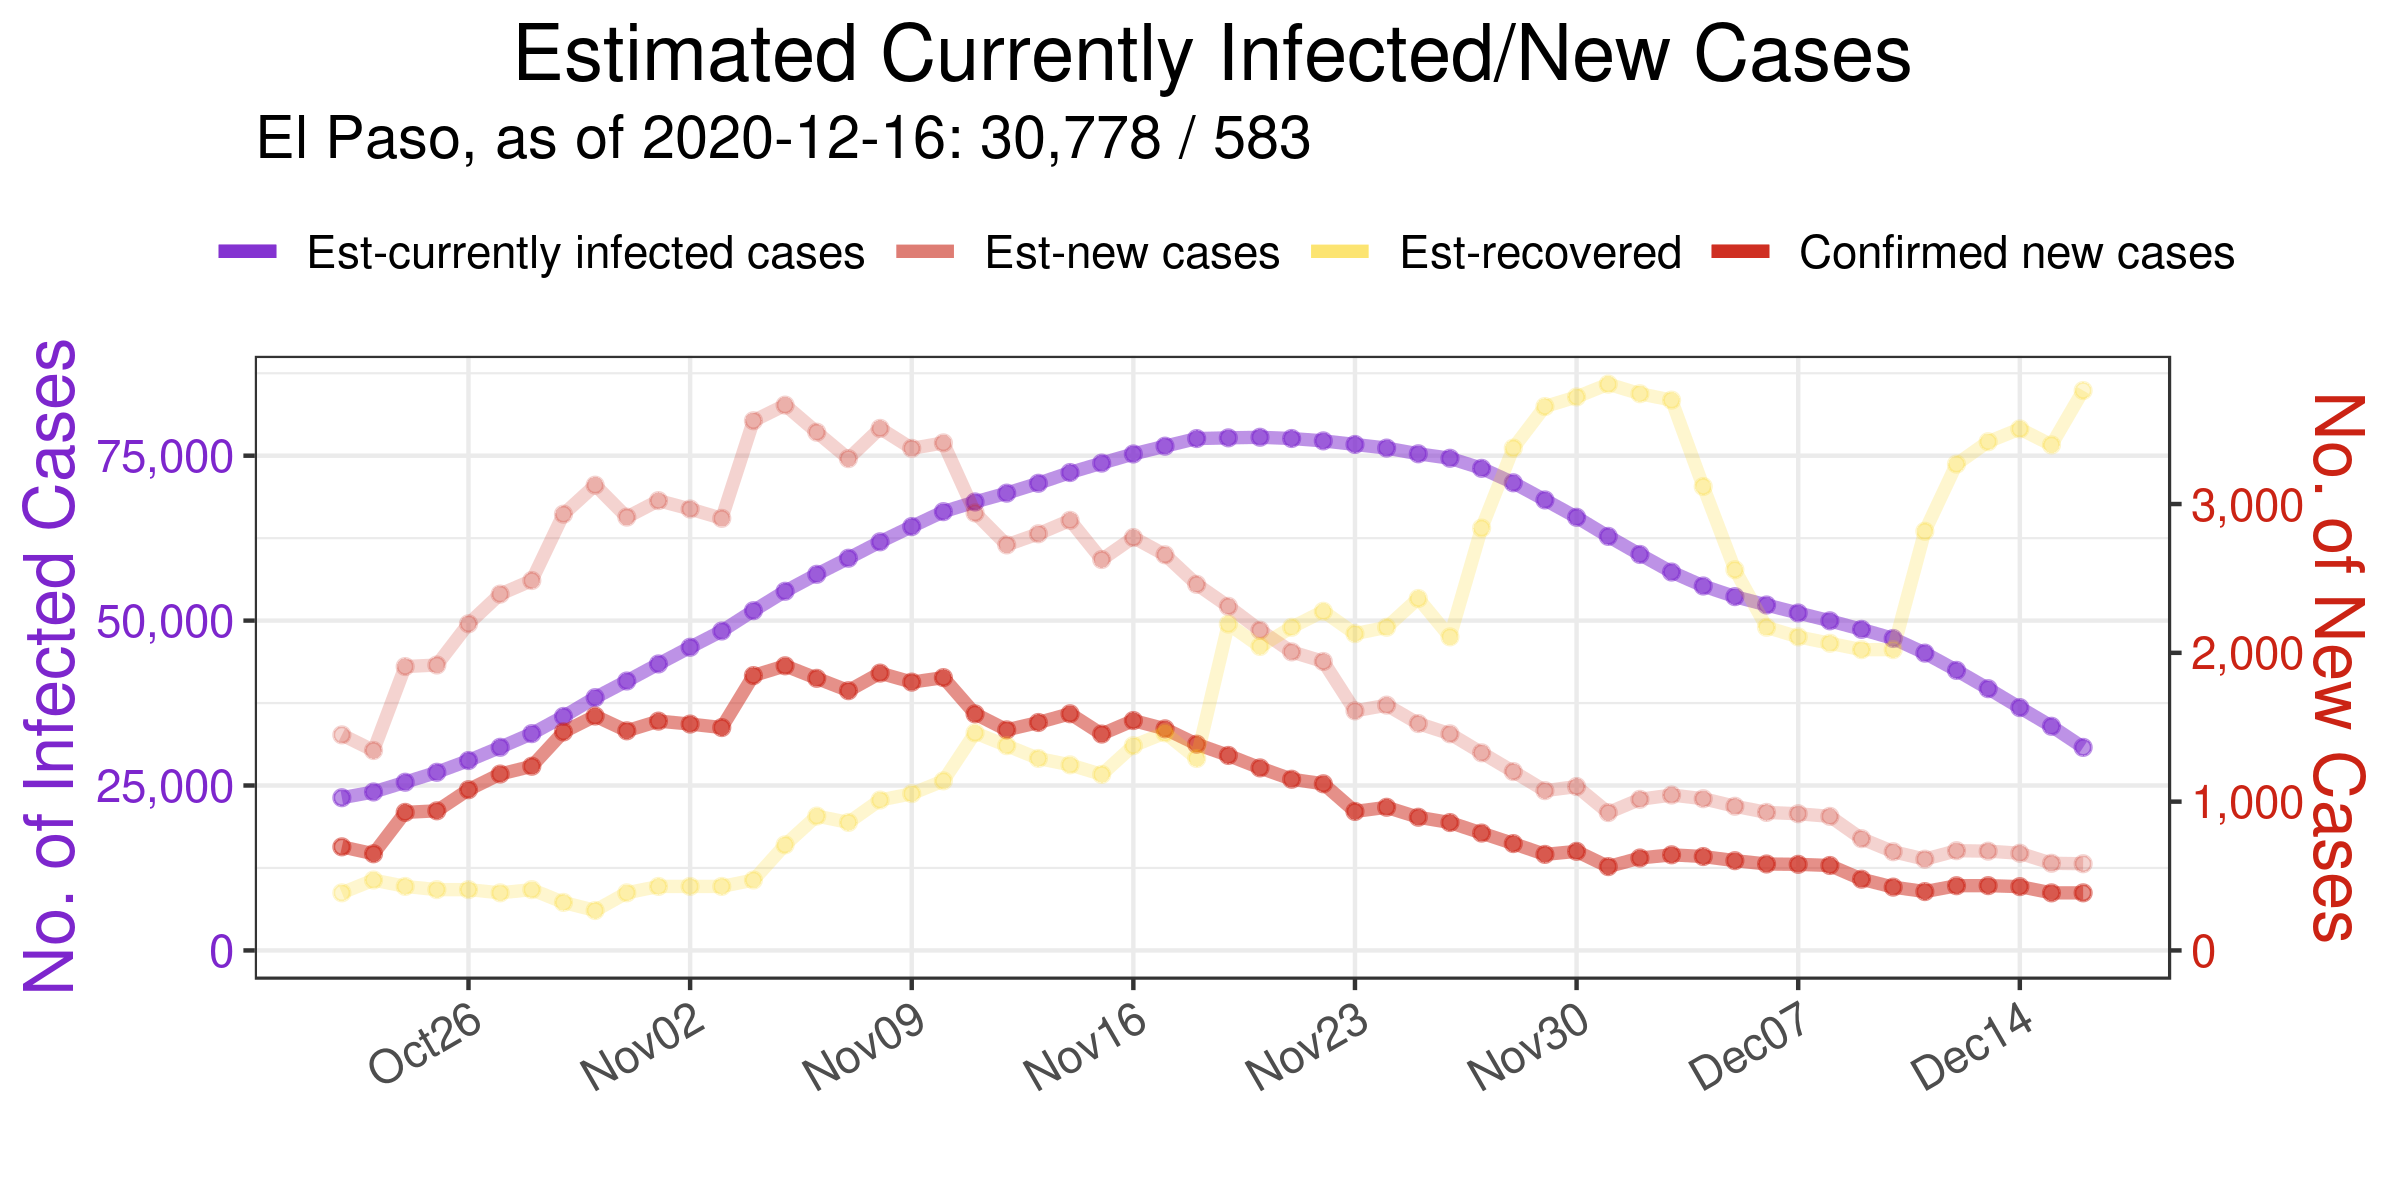 Estimated Currently Infected/New Cases
El Paso, as of 2020-12-16: 30,778 / 583
Est-currently infected cases Est-new cases Est-recovered Confirmed new cases
No. of Infected Cases
75,000
50,000
25,000
0
No. of New Cases
3,000
2,000
1,000
0
Oct26 Nov02 Nov09 Nov16 Nov23 Nov30 Dec07 Dec14